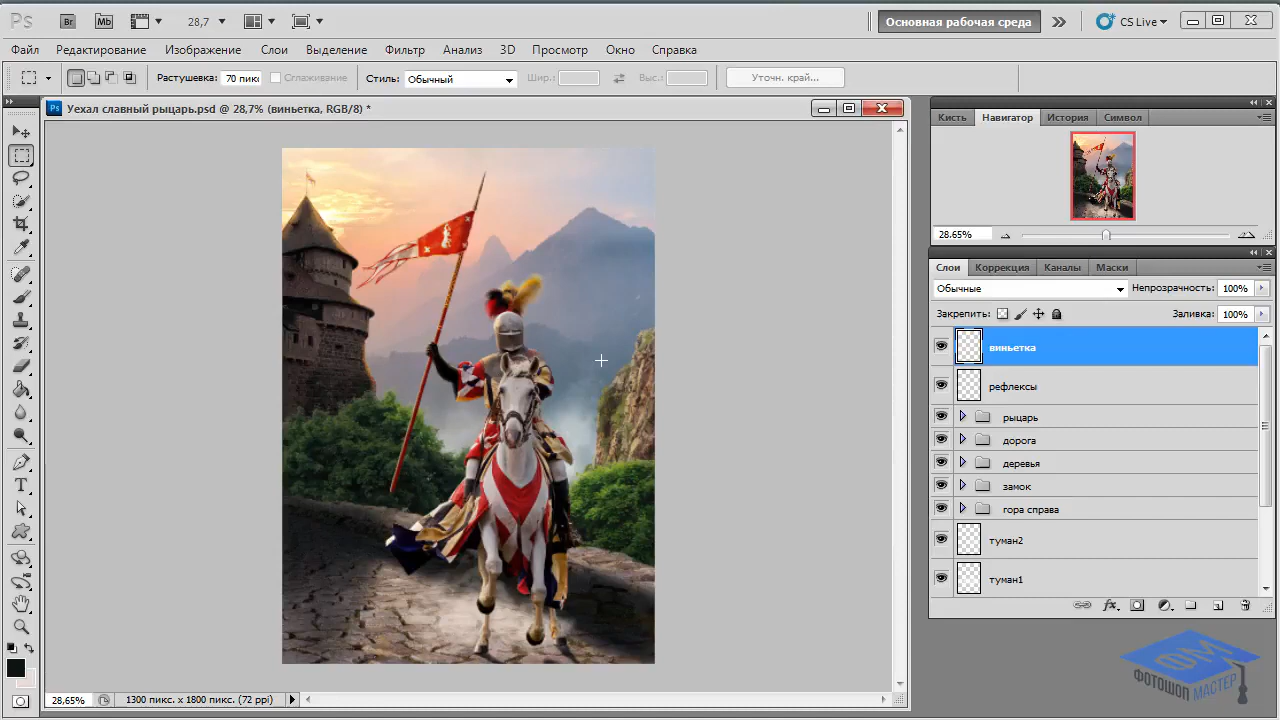 Ps Br Mb 28,7 Основная рабочая среда CS Live
Файл Редактирование Изображение Слои Выделение Фильтр Анализ 3D Просмотр Окно Справка
Растушевка: 70 пикс Сглаживание Стиль: Обычный Шир.: Выс.: Уточн. край...
Ps Уехал славный рыцарь.psd @ 28,7% (виньетка, RGB/8) *
Кисть Навигатор История Символ
28.65%
Слои Коррекция Каналы Маски
Обычные Непрозрачность: 100%
Закрепить: Заливка: 100%
виньетка
рефлексы
рыцарь
дорога
деревья
замок
гора справа
туман2
туман1
fx
T
28,65% 1300 пикс. x 1800 пикс. (72 ppi)
ФМ
ФОТОШОП МАСТЕР